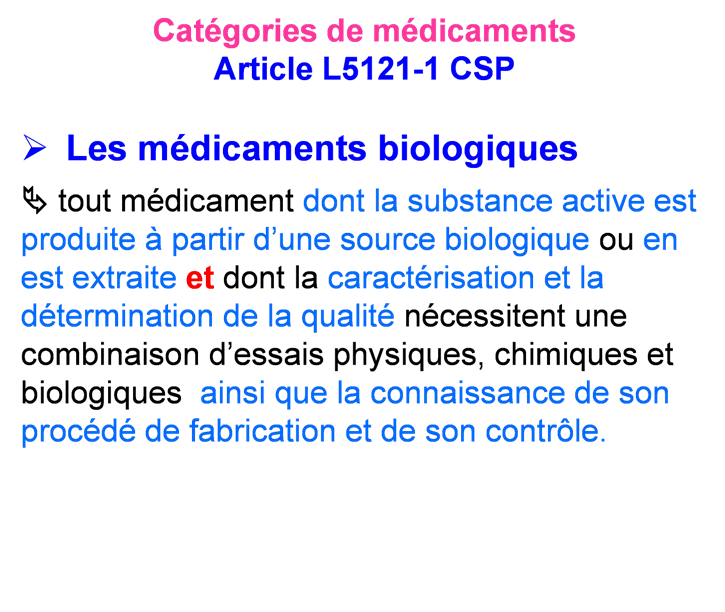 Catégories de médicaments
Article L5121-1 CSP
➢ Les médicaments biologiques
⮡ tout médicament dont la substance active est
produite à partir d’une source biologique ou en
est extraite et dont la caractérisation et la
détermination de la qualité nécessitent une
combinaison d’essais physiques, chimiques et
biologiques ainsi que la connaissance de son
procédé de fabrication et de son contrôle.